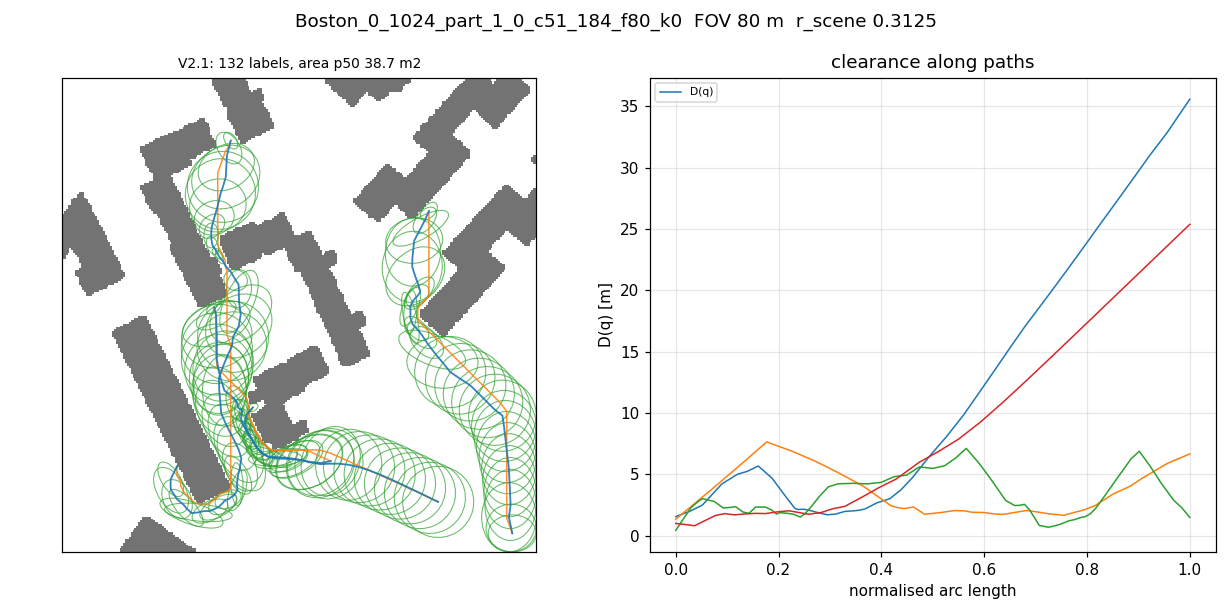 Boston_0_1024_part_1_0_c51_184_f80_k0 FOV 80 m r_scene 0.3125
V2.1: 132 labels, area p50 38.7 m2
clearance along paths
D(q)
D(q) [m]
35
30
25
20
15
10
5
0
0.0 0.2 0.4 0.6 0.8 1.0
normalised arc length